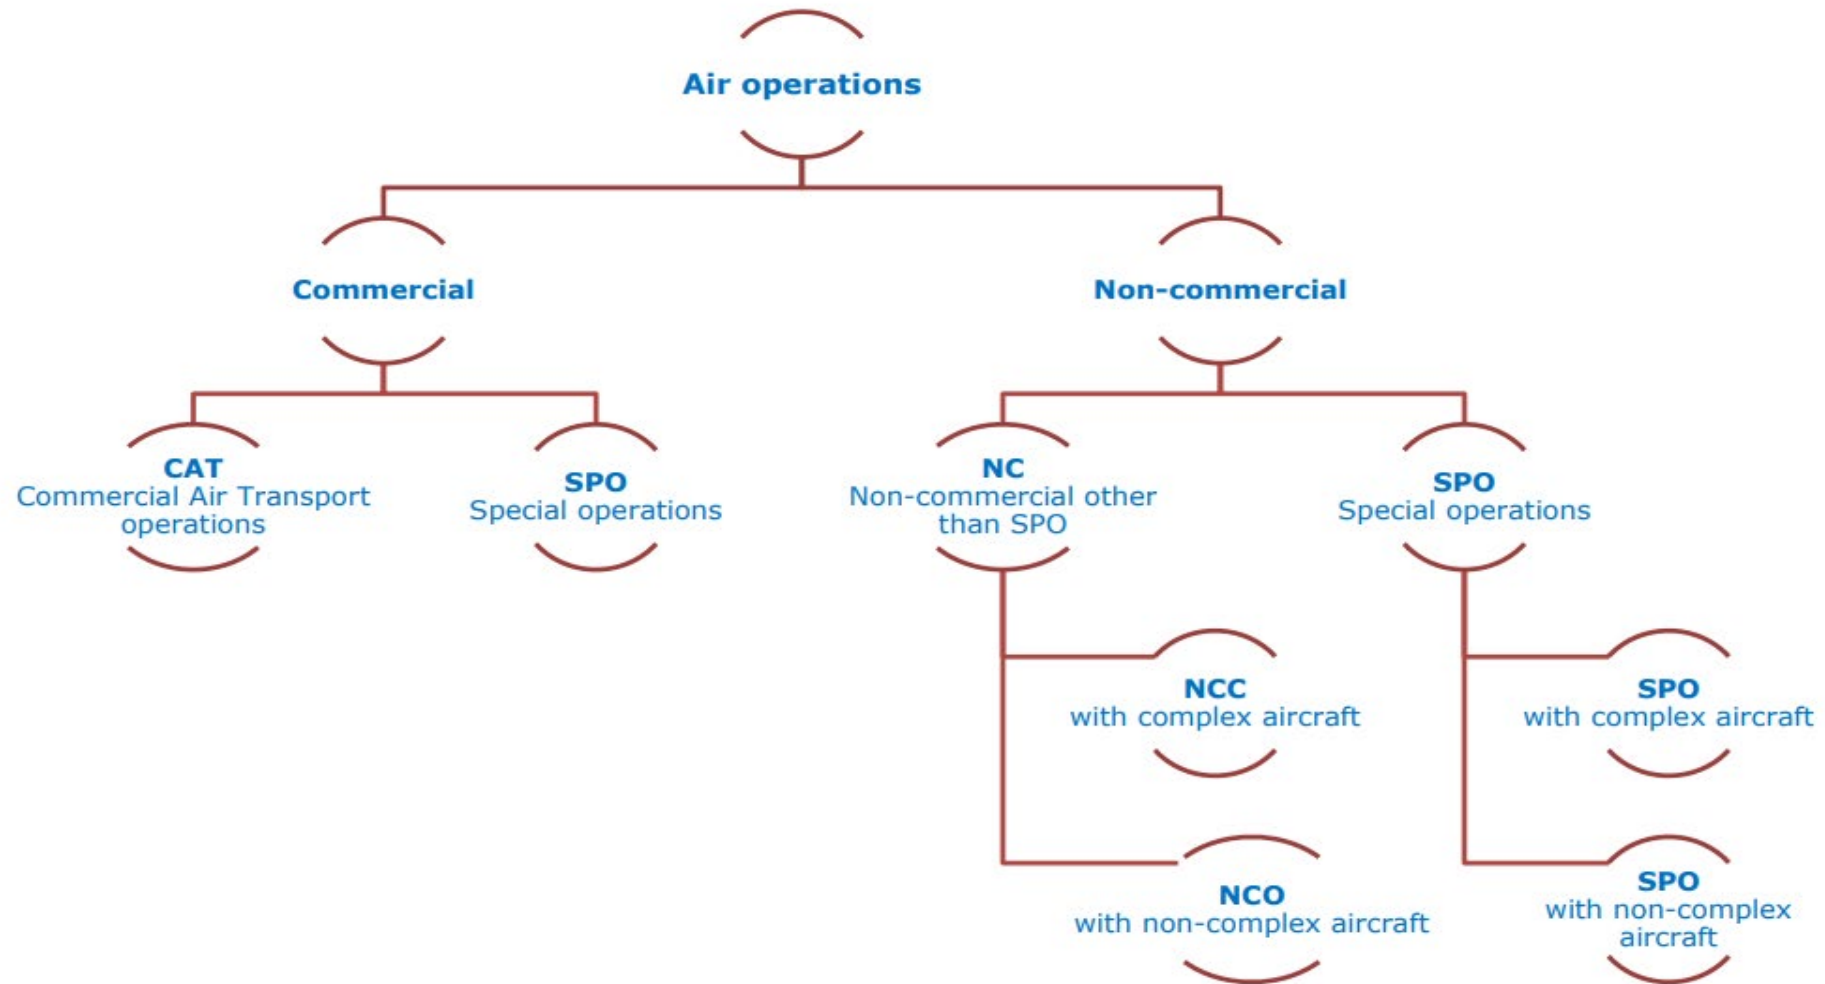 Air operations
Commercial
Non-commercial
CAT
Commercial Air Transport
operations
SPO
Special operations
NC
Non-commercial other
than SPO
SPO
Special operations
NCC
with complex aircraft
SPO
with complex aircraft
NCO
with non-complex aircraft
SPO
with non-complex
aircraft